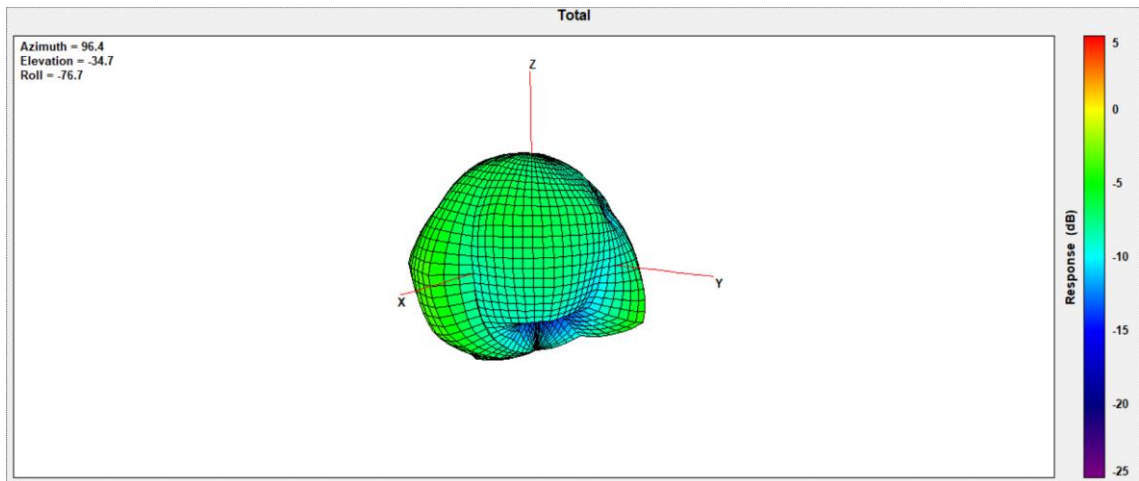 Total
Azimuth = 96.4
Elevation = -34.7
Roll = -76.7
Z
X
Y
5
0
-5
-10
-15
-20
-25
Response (dB)